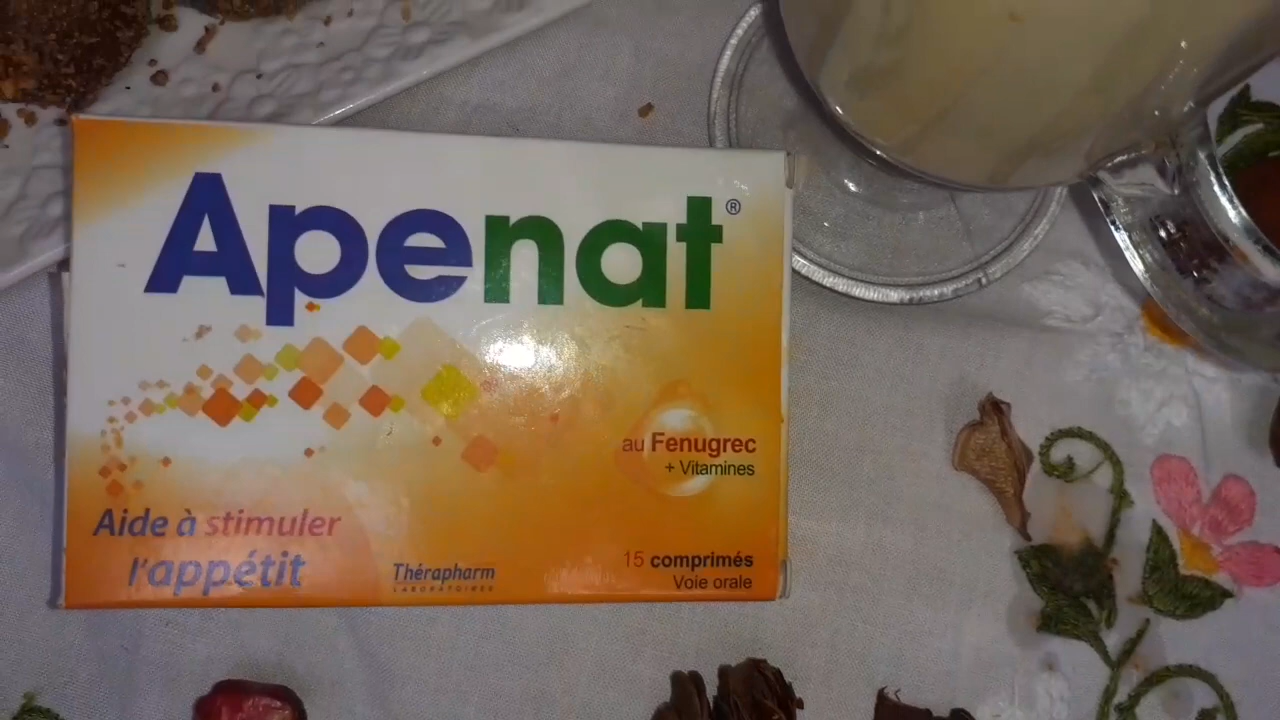 Apenat®
au Fenugrec
+ Vitamines
Aide à stimuler
l'appétit
Thérapharm
LABORATOIRES
15 comprimés
Voie orale